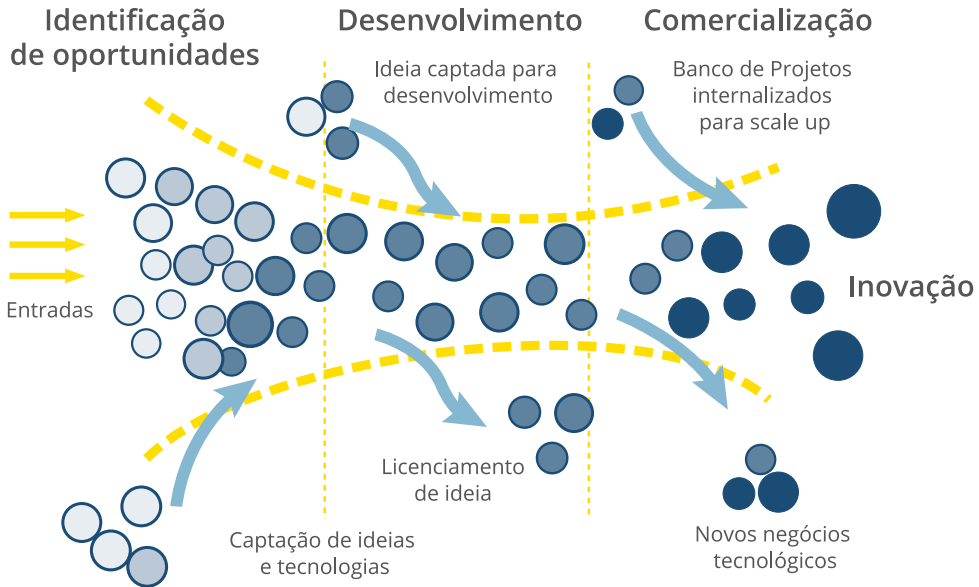 Identificação
de oportunidades
Desenvolvimento
Comercialização
Ideia captada para
desenvolvimento
Banco de Projetos
internalizados
para scale up
Entradas
Inovação
Licenciamento
de ideia
Captação de ideias
e tecnologias
Novos negócios
tecnológicos